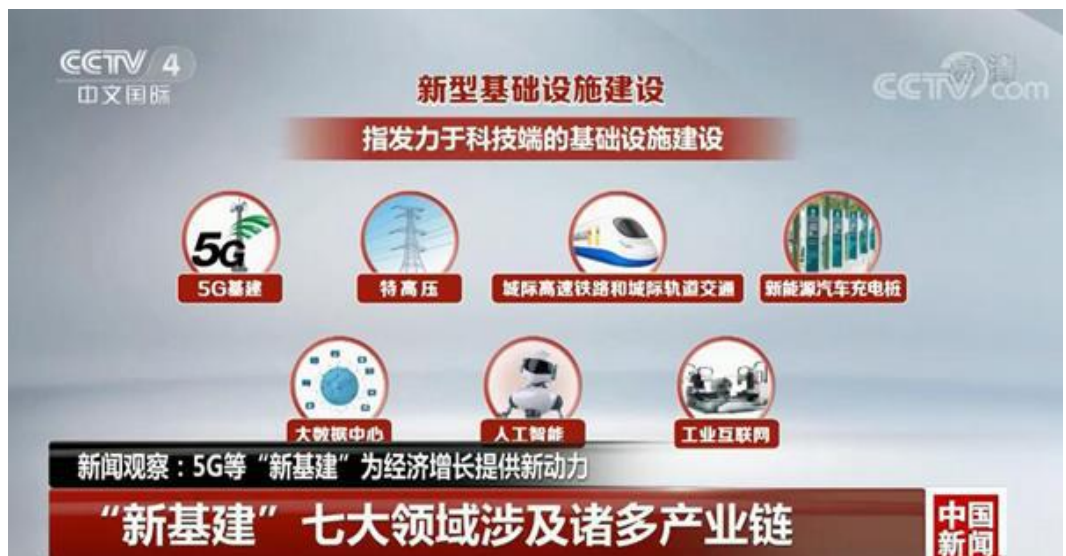 CCTV 4
中文国际
CCTV com
新型基础设施建设
指发力于科技端的基础设施建设
5G
5G基建
特高压
城际高速铁路和城际轨道交通
新能源汽车充电桩
大数据中心
人工智能
工业互联网
新闻观察：5G等“新基建”为经济增长提供新动力
“新基建”七大领域涉及诸多产业链
中国
新闻